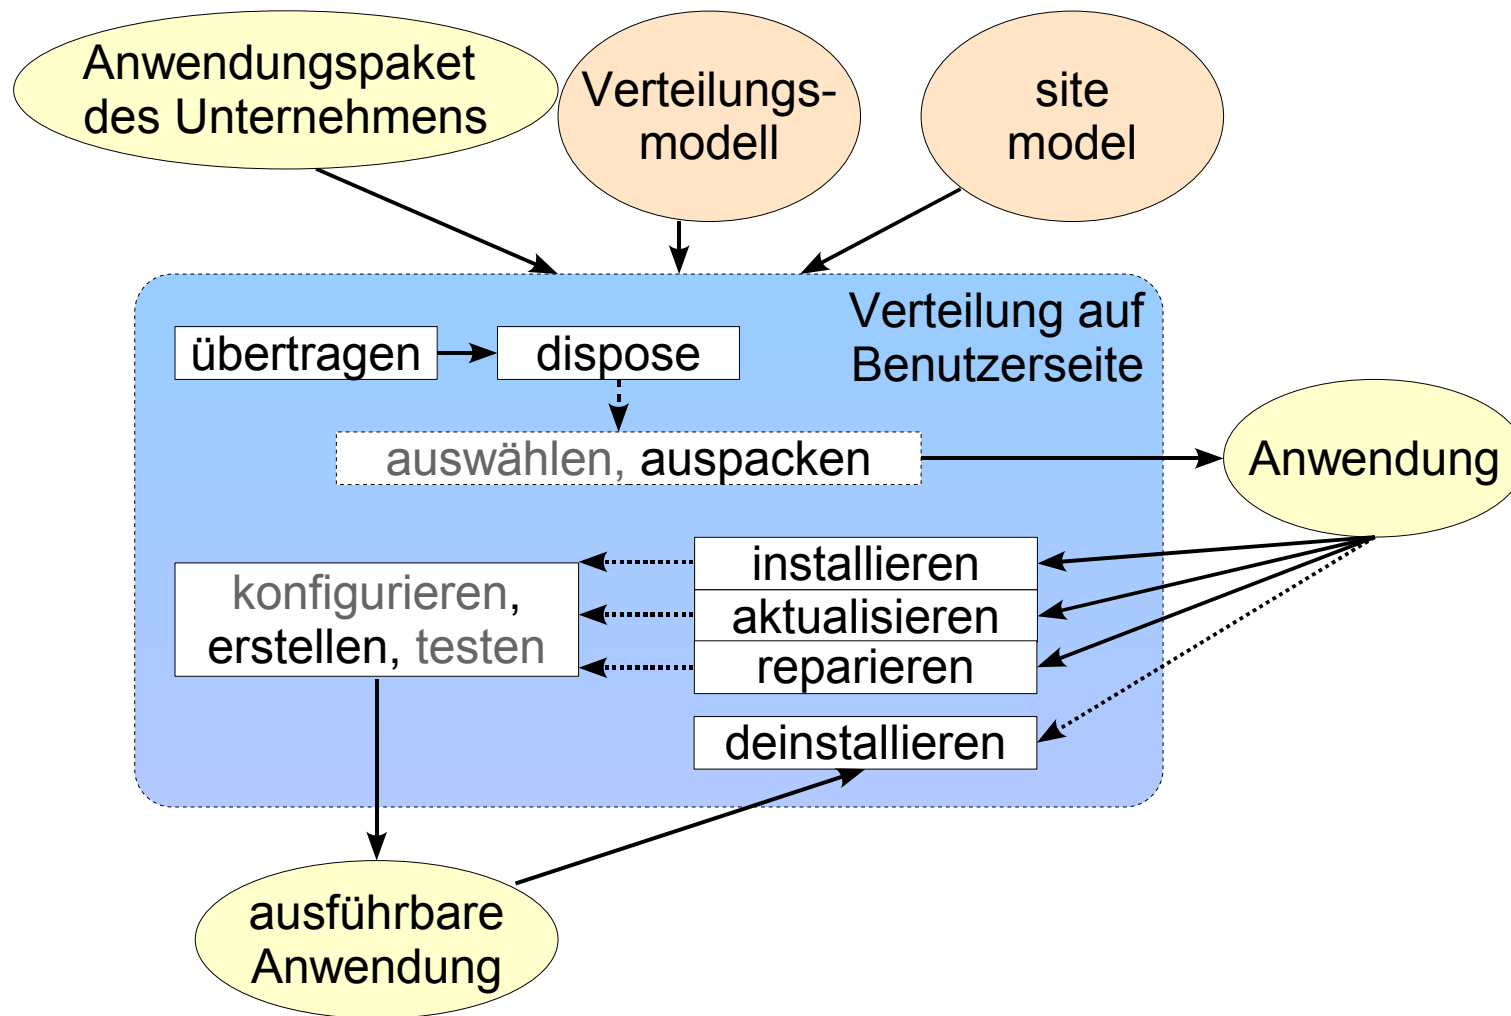 Anwendungspaket
des Unternehmens
Verteilungs-
modell
site
model
Verteilung auf
Benutzerseite
übertragen
dispose
auswählen, auspacken
Anwendung
installieren
aktualisieren
reparieren
konfigurieren,
erstellen, testen
deinstallieren
ausführbare
Anwendung